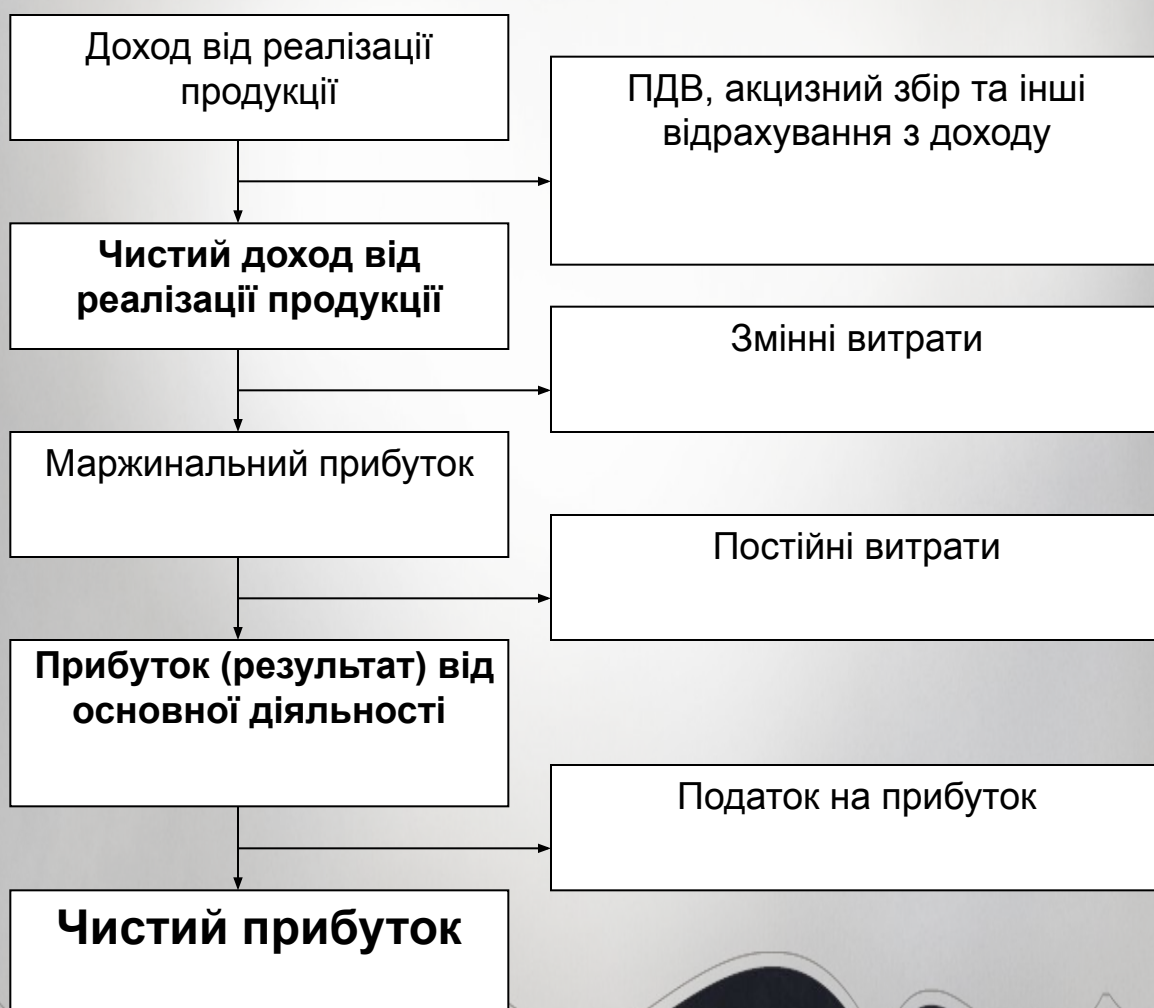 Доход від реалізації
продукції
ПДВ, акцизний збір та інші
відрахування з доходу
Чистий доход від
реалізації продукції
Змінні витрати
Маржинальний прибуток
Постійні витрати
Прибуток (результат) від
основної діяльності
Податок на прибуток
Чистий прибуток